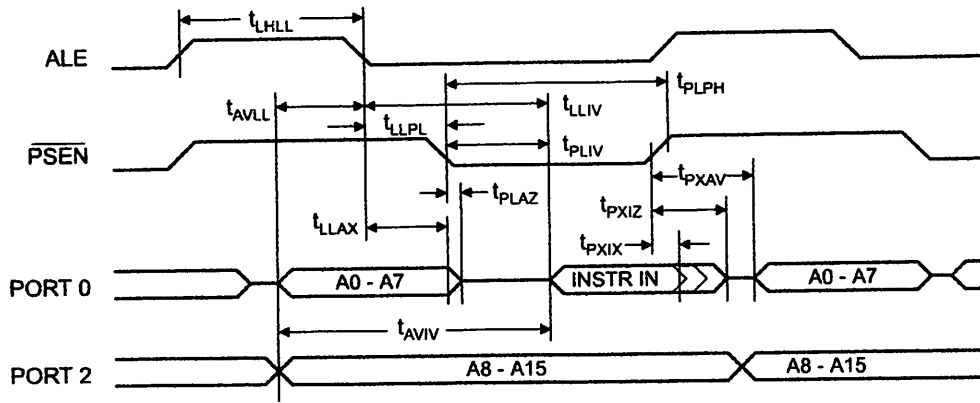 tLHLL
ALE
tPLPH
tAVLL
tLLIV
tLLPL
PSEN
tPLIV
tPXAV
tPLAZ
tPXIZ
tLLAX
tPXIX
PORT 0
A0 - A7
INSTR IN
A0 - A7
tAVIV
PORT 2
A8 - A15
A8 - A15